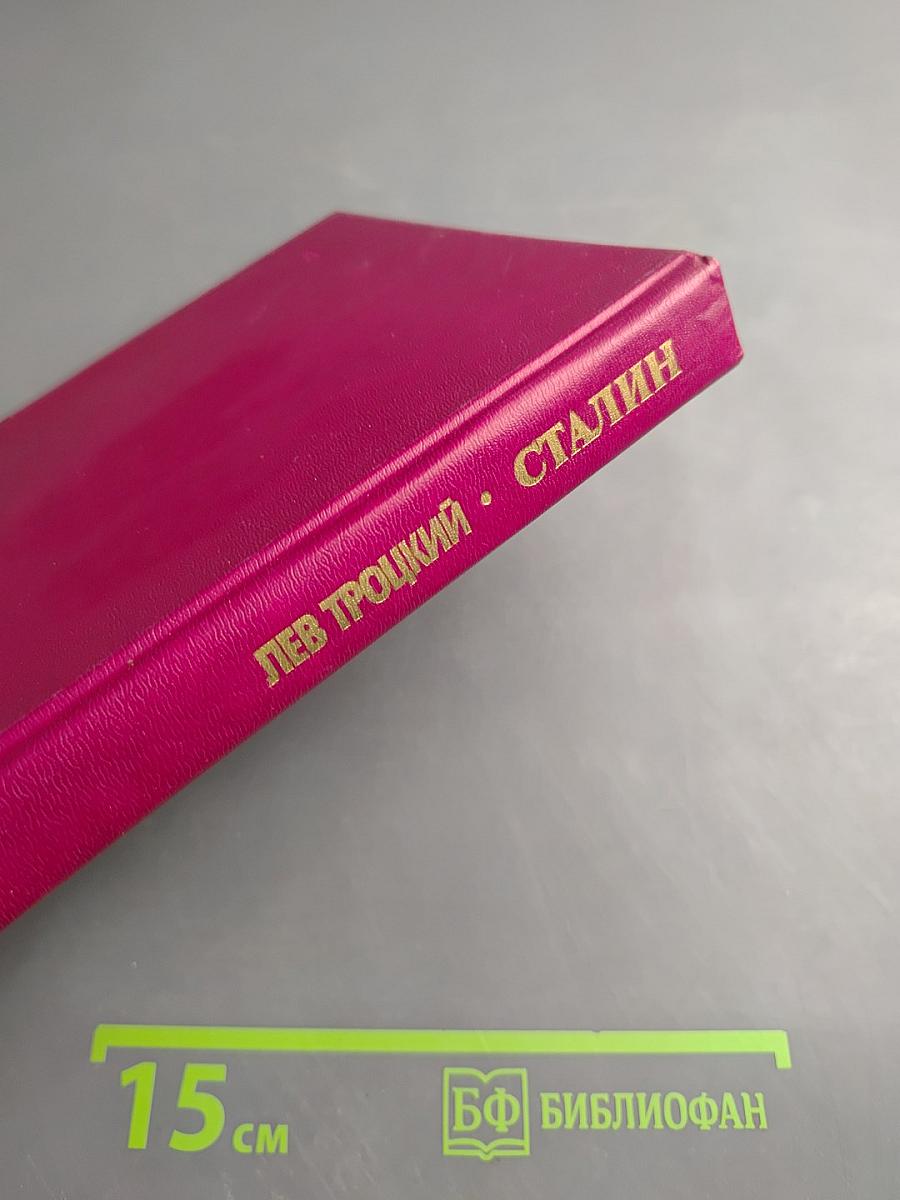 ЛЕВ ТРОЦКИЙ • СТАЛИН
15 см
БФ БИБЛИОФАН